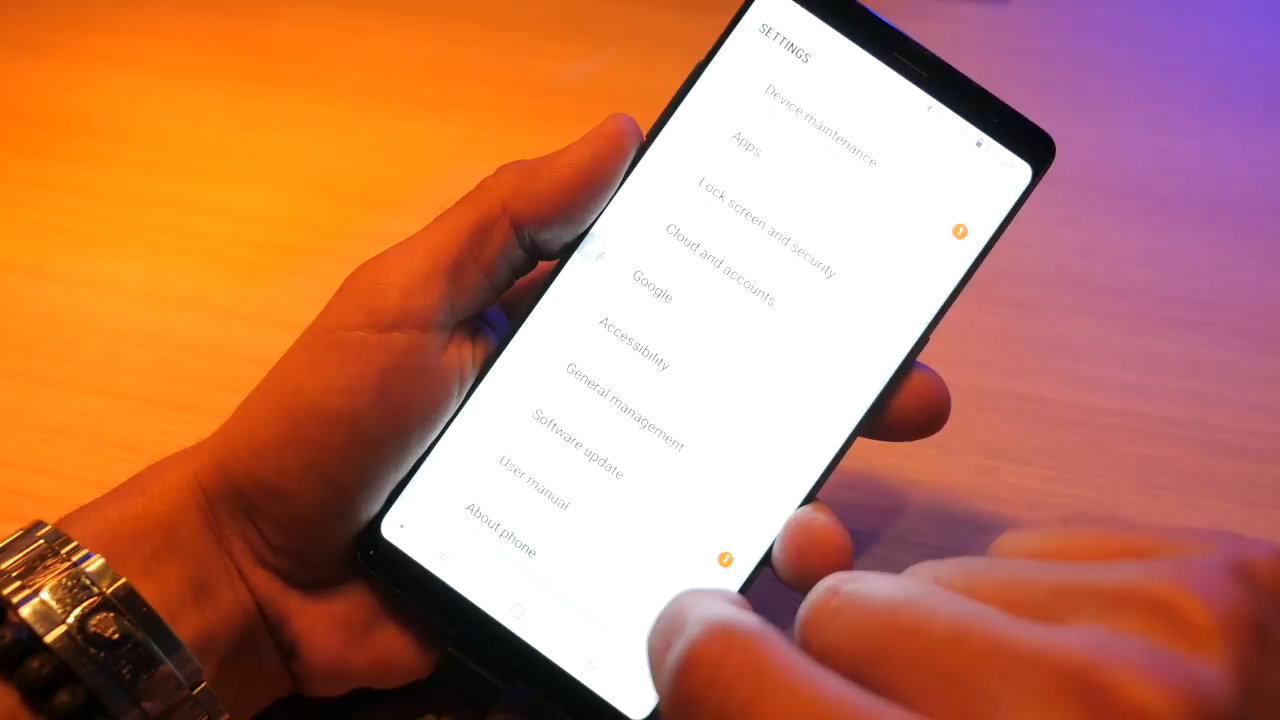 SETTINGS
Device maintenance
Apps
Lock screen and security
Cloud and accounts
Google
Accessibility
General management
Software update
User manual
About phone